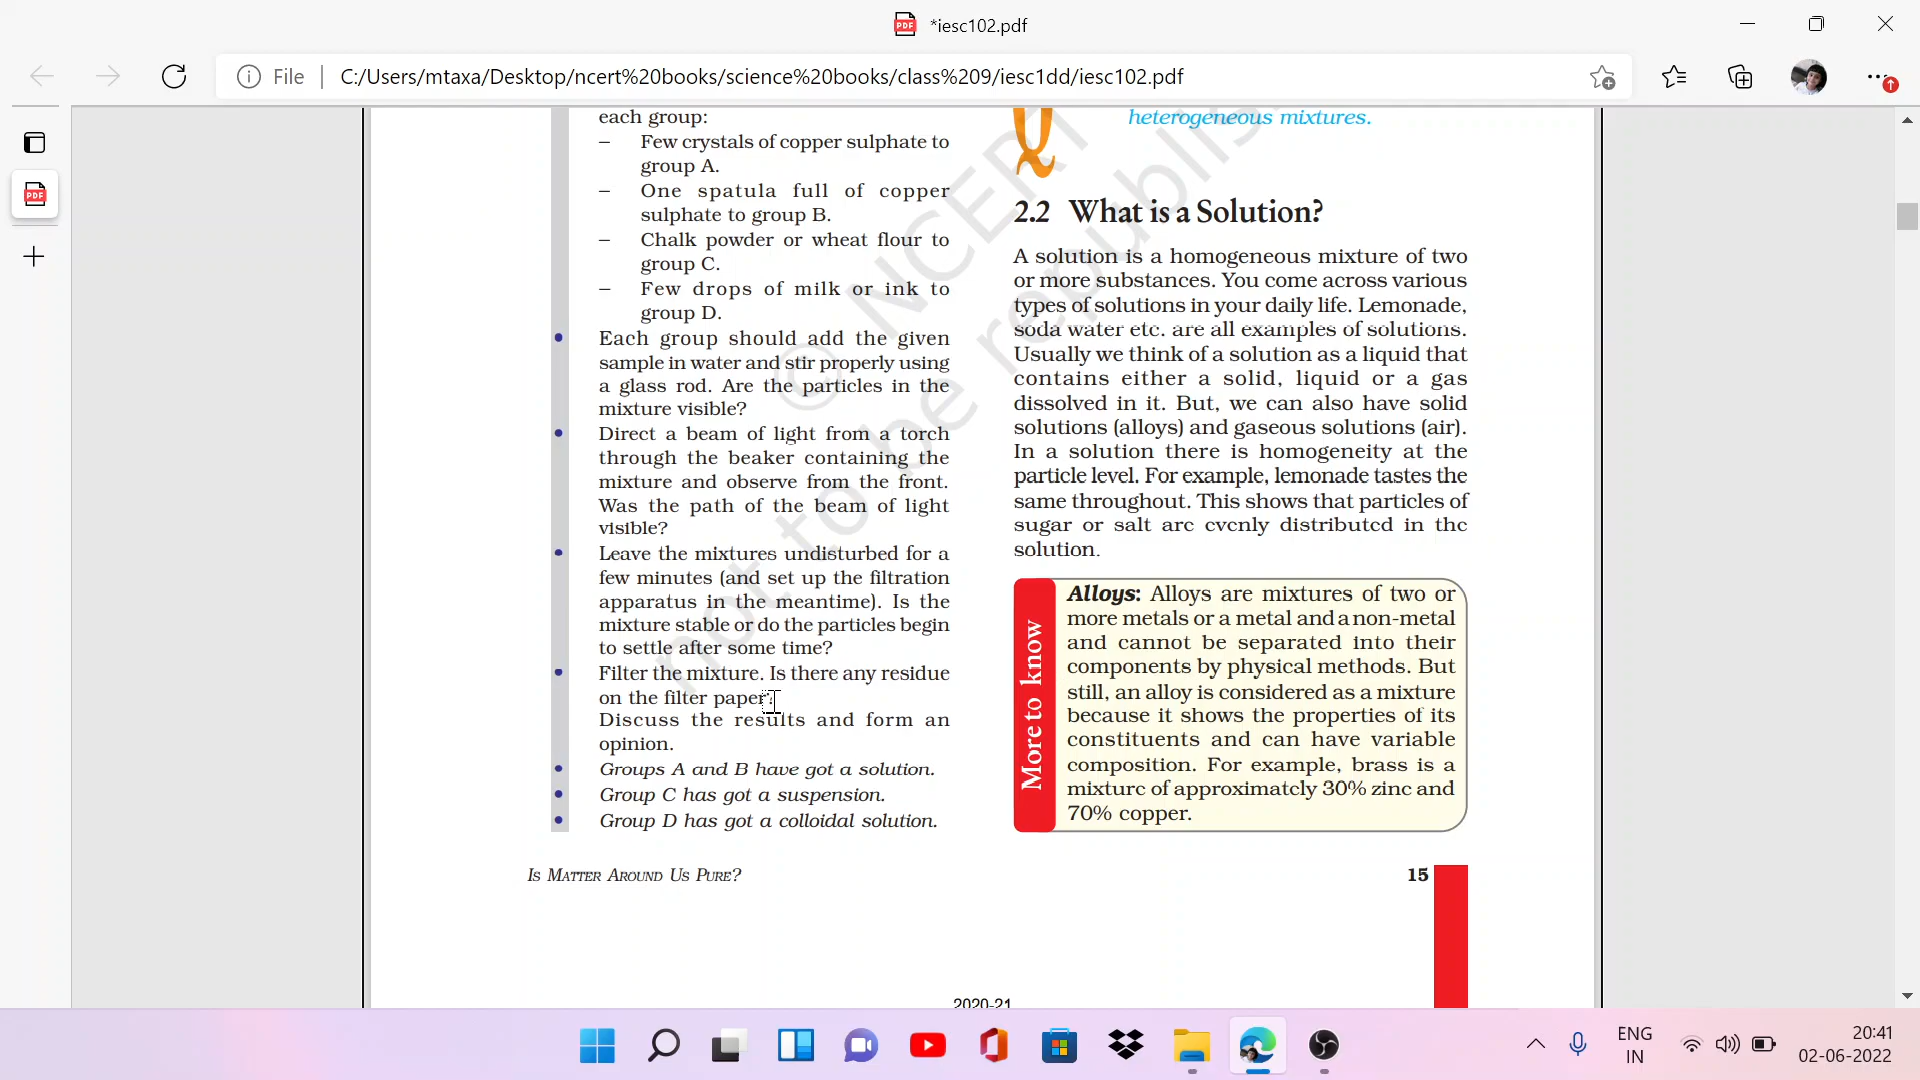 PDF *iesc102.pdf
File C:/Users/mtaxa/Desktop/ncert%20books/science%20books/class%209/iesc1dd/iesc102.pdf
PDF
each group:
– Few crystals of copper sulphate to
group A.
– One spatula full of copper
sulphate to group B.
– Chalk powder or wheat flour to
group C.
– Few drops of milk or ink to
group D.
• Each group should add the given
sample in water and stir properly using
a glass rod. Are the particles in the
mixture visible?
• Direct a beam of light from a torch
through the beaker containing the
mixture and observe from the front.
Was the path of the beam of light
visible?
• Leave the mixtures undisturbed for a
few minutes (and set up the filtration
apparatus in the meantime). Is the
mixture stable or do the particles begin
to settle after some time?
• Filter the mixture. Is there any residue
on the filter paper?
Discuss the results and form an
opinion.
• Groups A and B have got a solution.
• Group C has got a suspension.
• Group D has got a colloidal solution.
heterogeneous mixtures.
Q
2.2 What is a Solution?
A solution is a homogeneous mixture of two
or more substances. You come across various
types of solutions in your daily life. Lemonade,
soda water etc. are all examples of solutions.
Usually we think of a solution as a liquid that
contains either a solid, liquid or a gas
dissolved in it. But, we can also have solid
solutions (alloys) and gaseous solutions (air).
In a solution there is homogeneity at the
particle level. For example, lemonade tastes the
same throughout. This shows that particles of
sugar or salt are evenly distributed in the
solution.
More to know
Alloys: Alloys are mixtures of two or
more metals or a metal and a non-metal
and cannot be separated into their
components by physical methods. But
still, an alloy is considered as a mixture
because it shows the properties of its
constituents and can have variable
composition. For example, brass is a
mixture of approximately 30% zinc and
70% copper.
© NCERT
not to be republis
Is Matter Around Us Pure?
15
2020-21
ENG
IN
20:41
02-06-2022